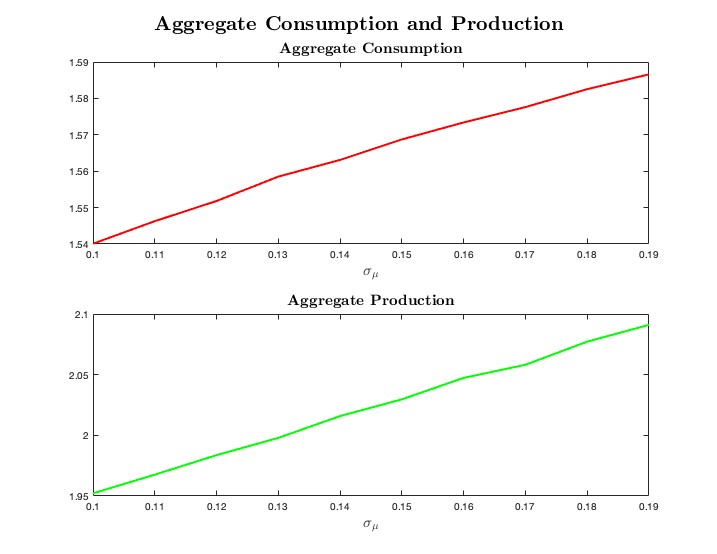 Aggregate Consumption and Production
Aggregate Consumption
1.59
1.58
1.57
1.56
1.55
1.54
0.1 0.11 0.12 0.13 0.14 0.15 0.16 0.17 0.18 0.19
σμ
Aggregate Production
2.1
2.05
2
1.95
0.1 0.11 0.12 0.13 0.14 0.15 0.16 0.17 0.18 0.19
σμ